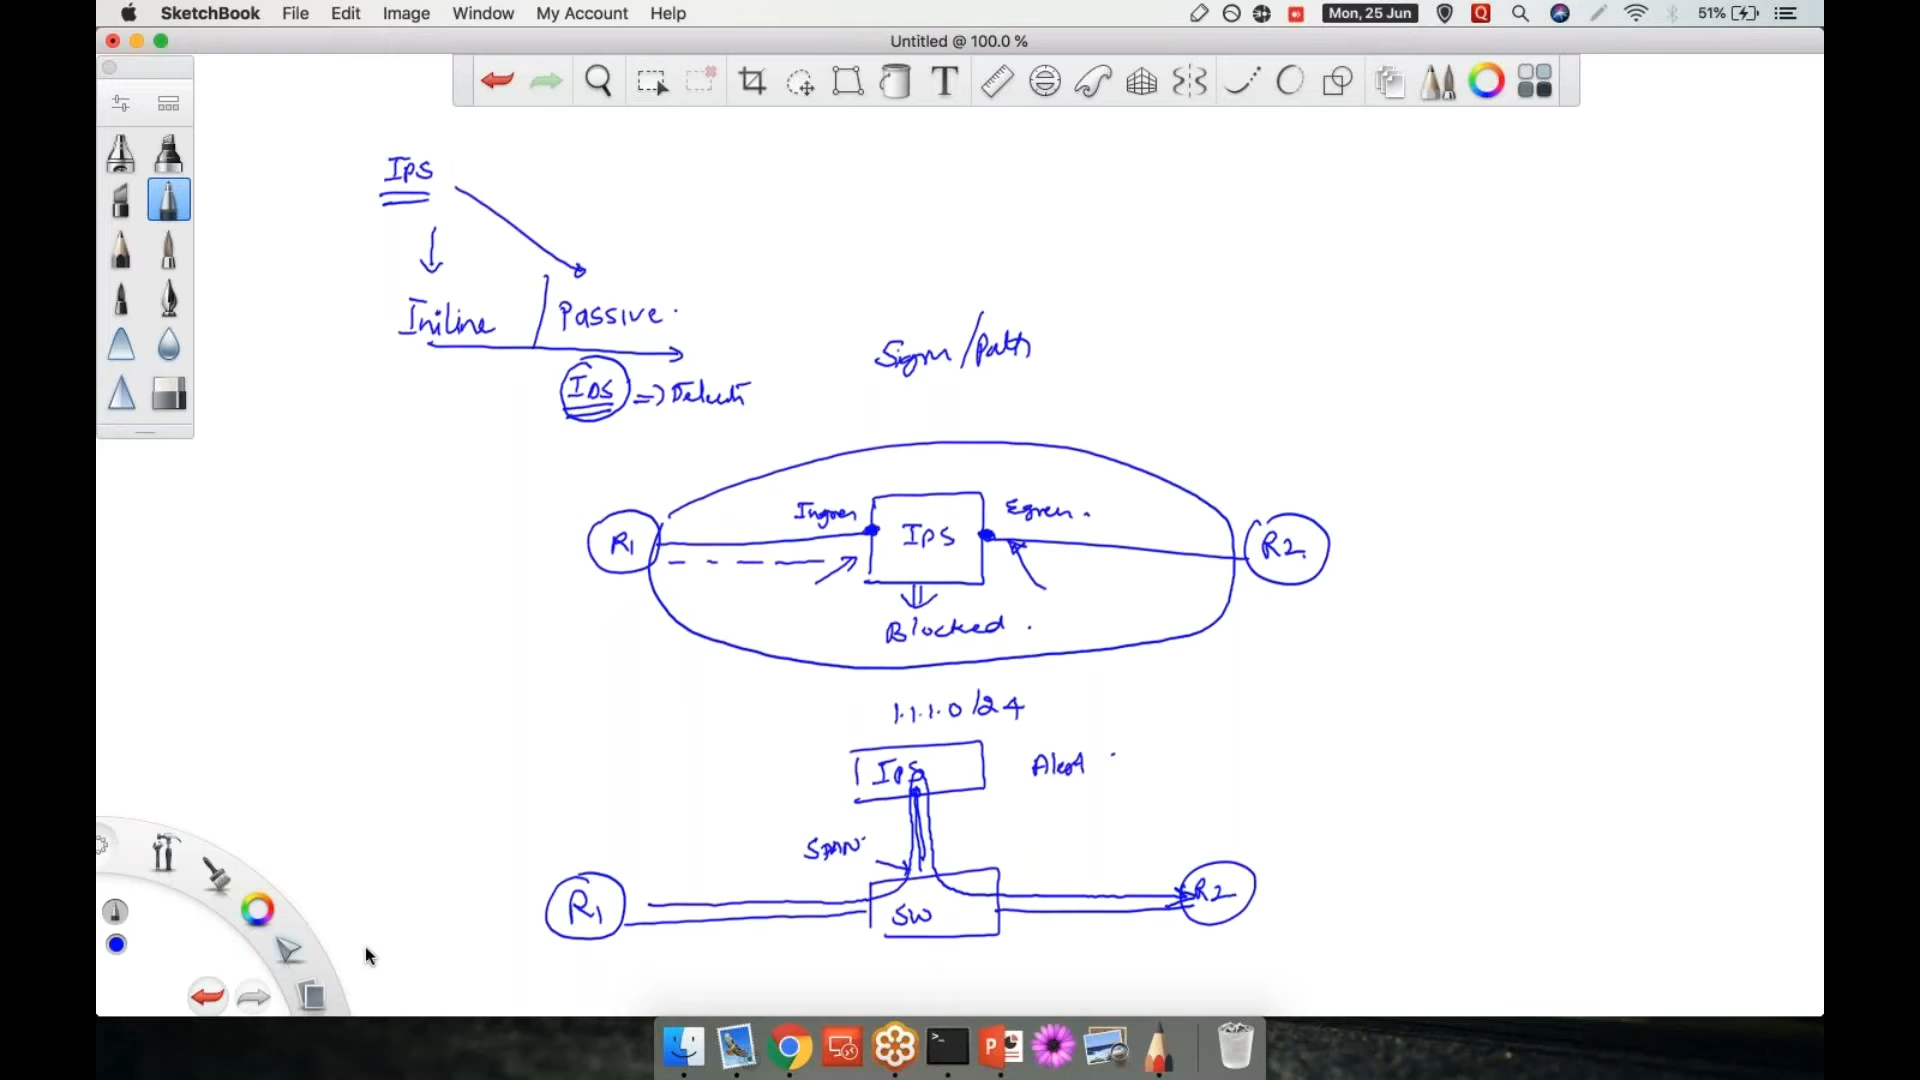 SketchBook File Edit Image Window My Account Help Mon, 25 Jun Q 51%
Untitled @ 100.0 %
T
IPS
Iniline Passive.
Sign/Path
IDS =>
Ingress Egress.
R1 IPS R2.
Blocked.
1.1.1.0/24
IPS Alert
SPAN
R1 SW R2
P